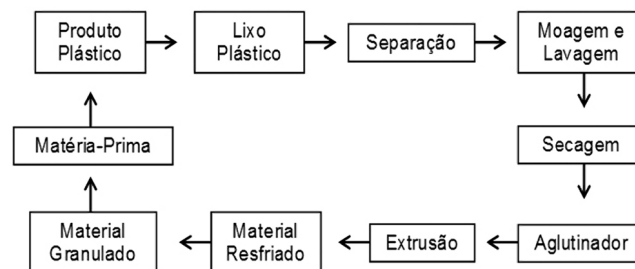 Produto
Plástico
Lixo
Plástico
Separação
Moagem e
Lavagem
Secagem
Aglutinador
Extrusão
Material
Resfriado
Material
Granulado
Matéria-Prima